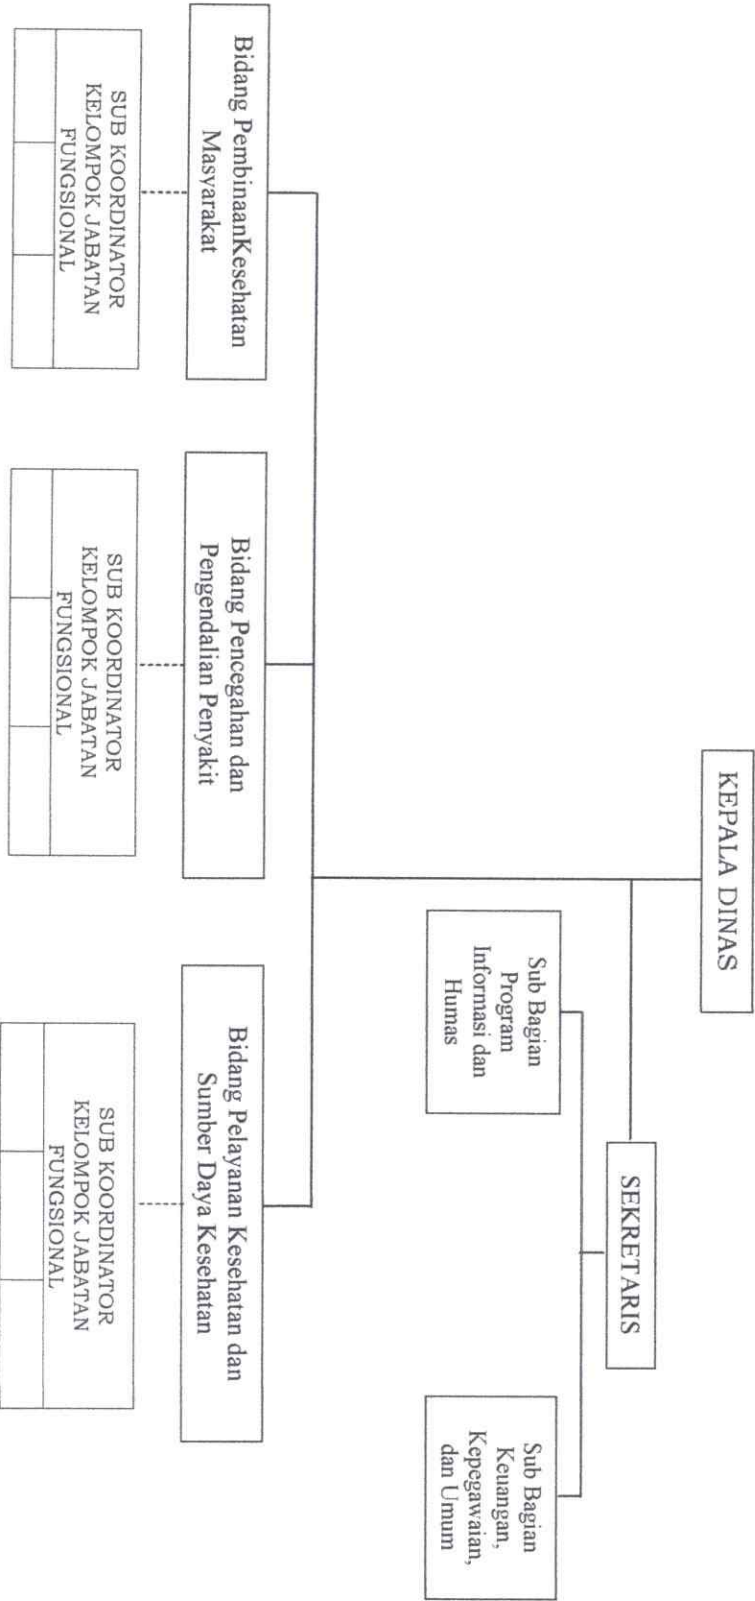 KEPALA DINAS
SEKRETARIS
Sub Bagian
Program
Informasi dan
Humas
Sub Bagian
Keuangan,
Kepegawaian,
dan Umum
Bidang PembinaanKesehatan
Masyarakat
Bidang Pencegahan dan
Pengendalian Penyakit
Bidang Pelayanan Kesehatan dan
Sumber Daya Kesehatan
SUB KOORDINATOR
KELOMPOK JABATAN
FUNGSIONAL
SUB KOORDINATOR
KELOMPOK JABATAN
FUNGSIONAL
SUB KOORDINATOR
KELOMPOK JABATAN
FUNGSIONAL